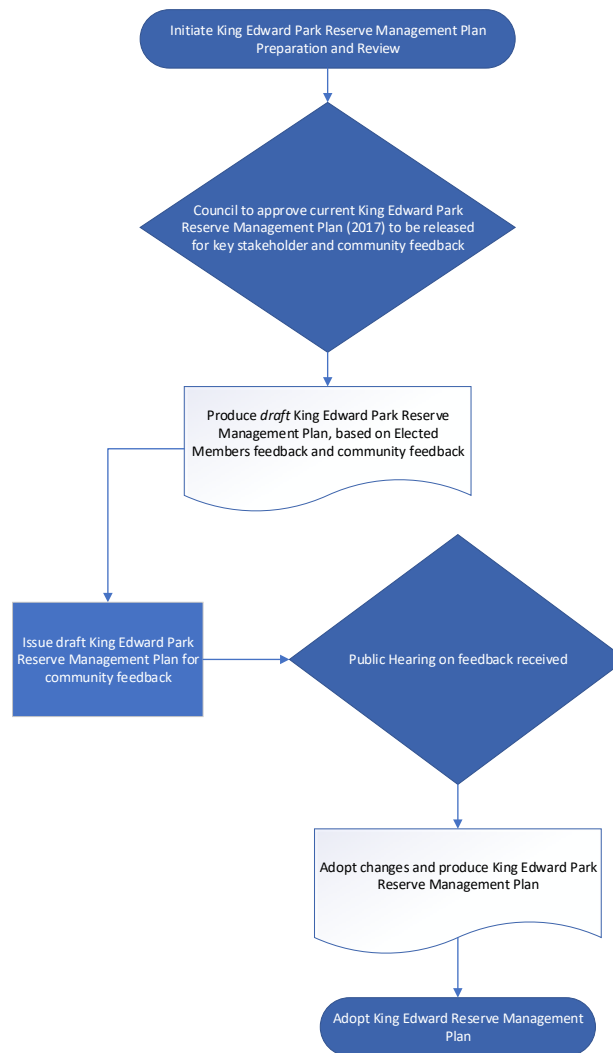 Initiate King Edward Park Reserve Management Plan
Preparation and Review
Council to approve current King Edward Park
Reserve Management Plan (2017) to be released
for key stakeholder and community feedback
Produce draft King Edward Park Reserve
Management Plan, based on Elected
Members feedback and community feedback
Issue draft King Edward Park
Reserve Management Plan for
community feedback
Public Hearing on feedback received
Adopt changes and produce King Edward Park
Reserve Management Plan
Adopt King Edward Reserve Management
Plan